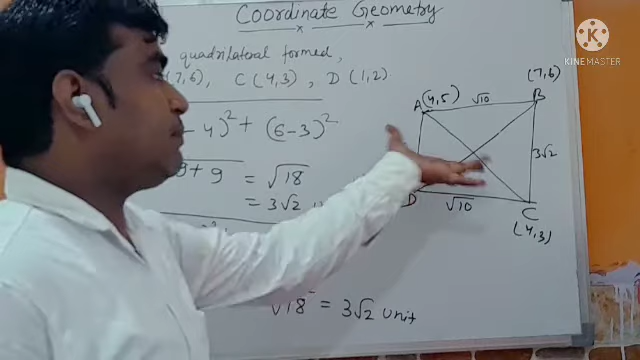 Coordinate Geometry
quadrilateral formed,
(7,6) C (4,3), D (1,2)
- 4)² + (6-3)²
9 + 9 = √18
= 3√2
√18 = 3√2 unit
A (4,5) √10 B (7,6)
3√2
D √10 C (4,3)
K
KINEMASTER